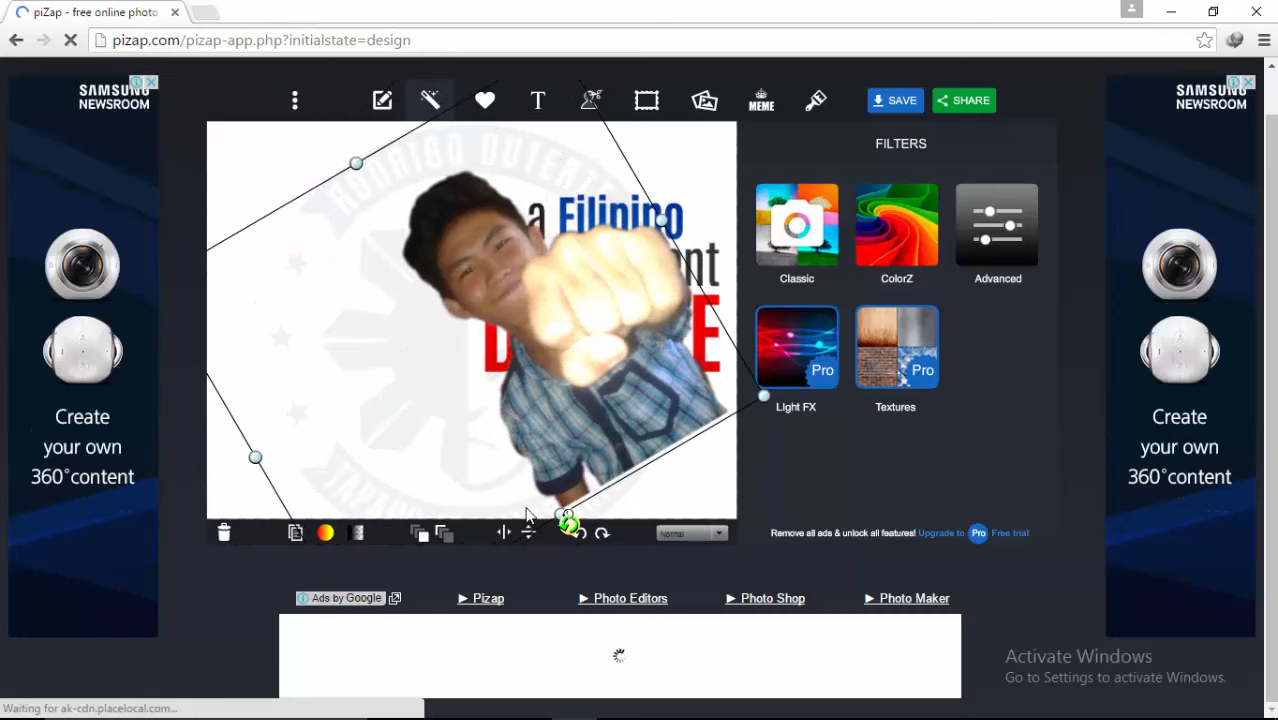 piZap - free online photo
pizap.com/pizap-app.php?initialstate=design
SAMSUNG
NEWSROOM
Create
your own
360°content
MEME
SAVE
SHARE
RODRIGO DUTERTE
a Filipino
FILTERS
Classic
ColorZ
Advanced
Pro
Pro
Light FX
Textures
Normal
Remove all ads & unlock all features! Upgrade to Pro Free trial
SAMSUNG
NEWSROOM
Create
your own
360°content
Ads by Google
► Pizap
► Photo Editors
► Photo Shop
► Photo Maker
Activate Windows
Go to Settings to activate Windows.
Waiting for ak-cdn.placelocal.com...